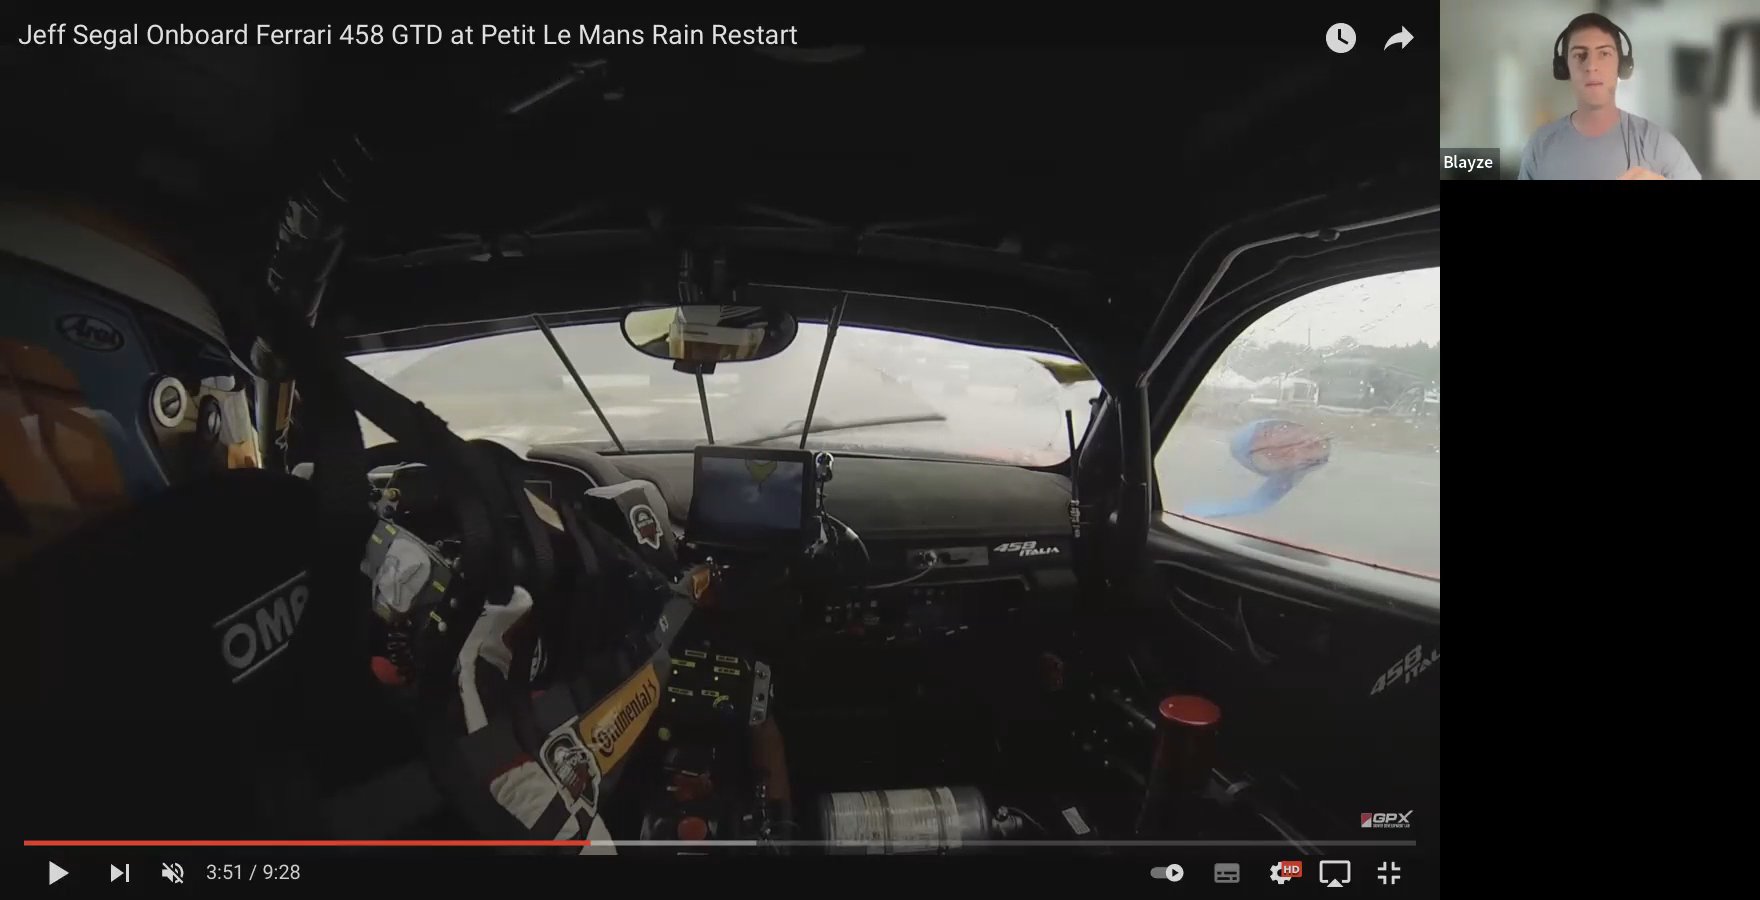 Jeff Segal Onboard Ferrari 458 GTD at Petit Le Mans Rain Restart
Blayze
Arai
458
ITALIA
OMP
Continental
458
GPX
3:51 / 9:28
HD